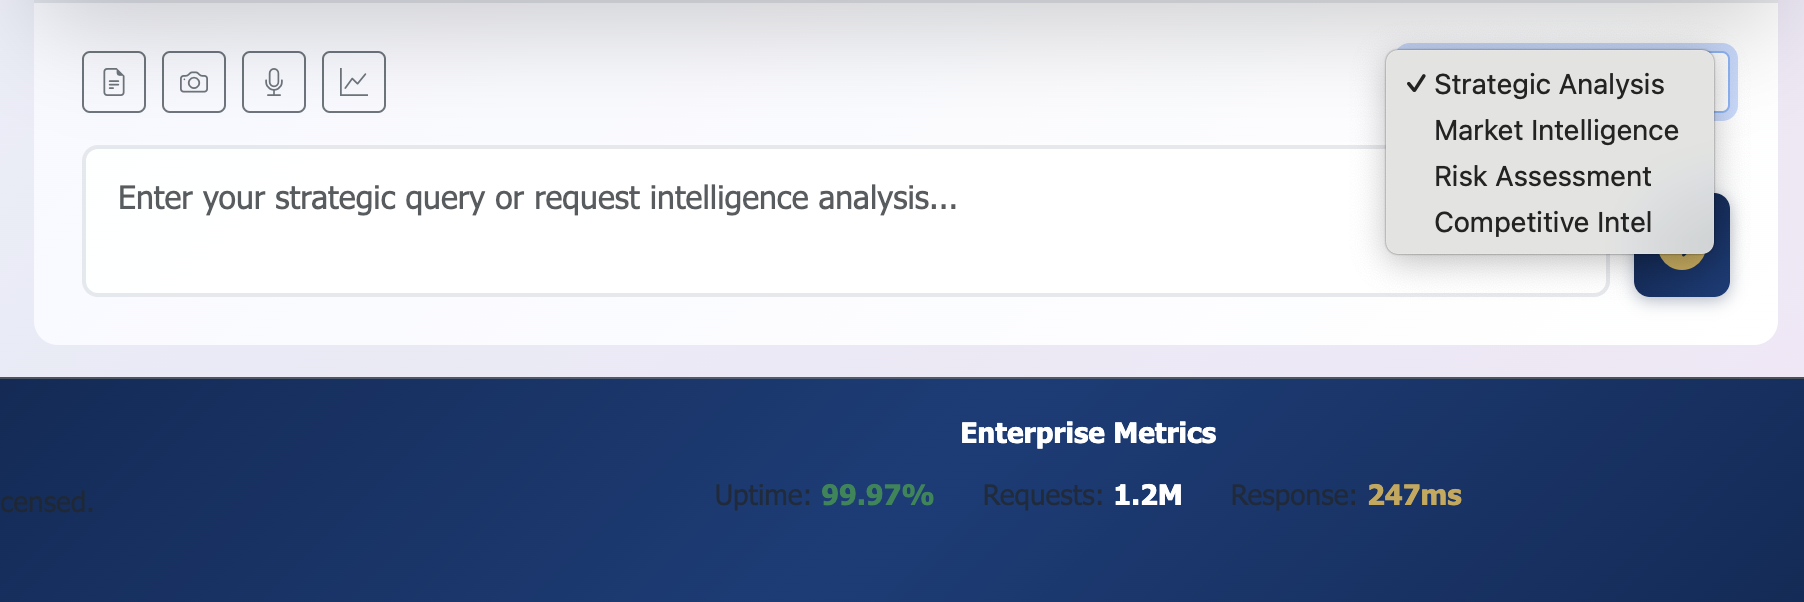 Strategic Analysis
Market Intelligence
Risk Assessment
Competitive Intel
Enter your strategic query or request intelligence analysis...
Enterprise Metrics
censed.
Uptime: 99.97% Requests: 1.2M Response: 247ms